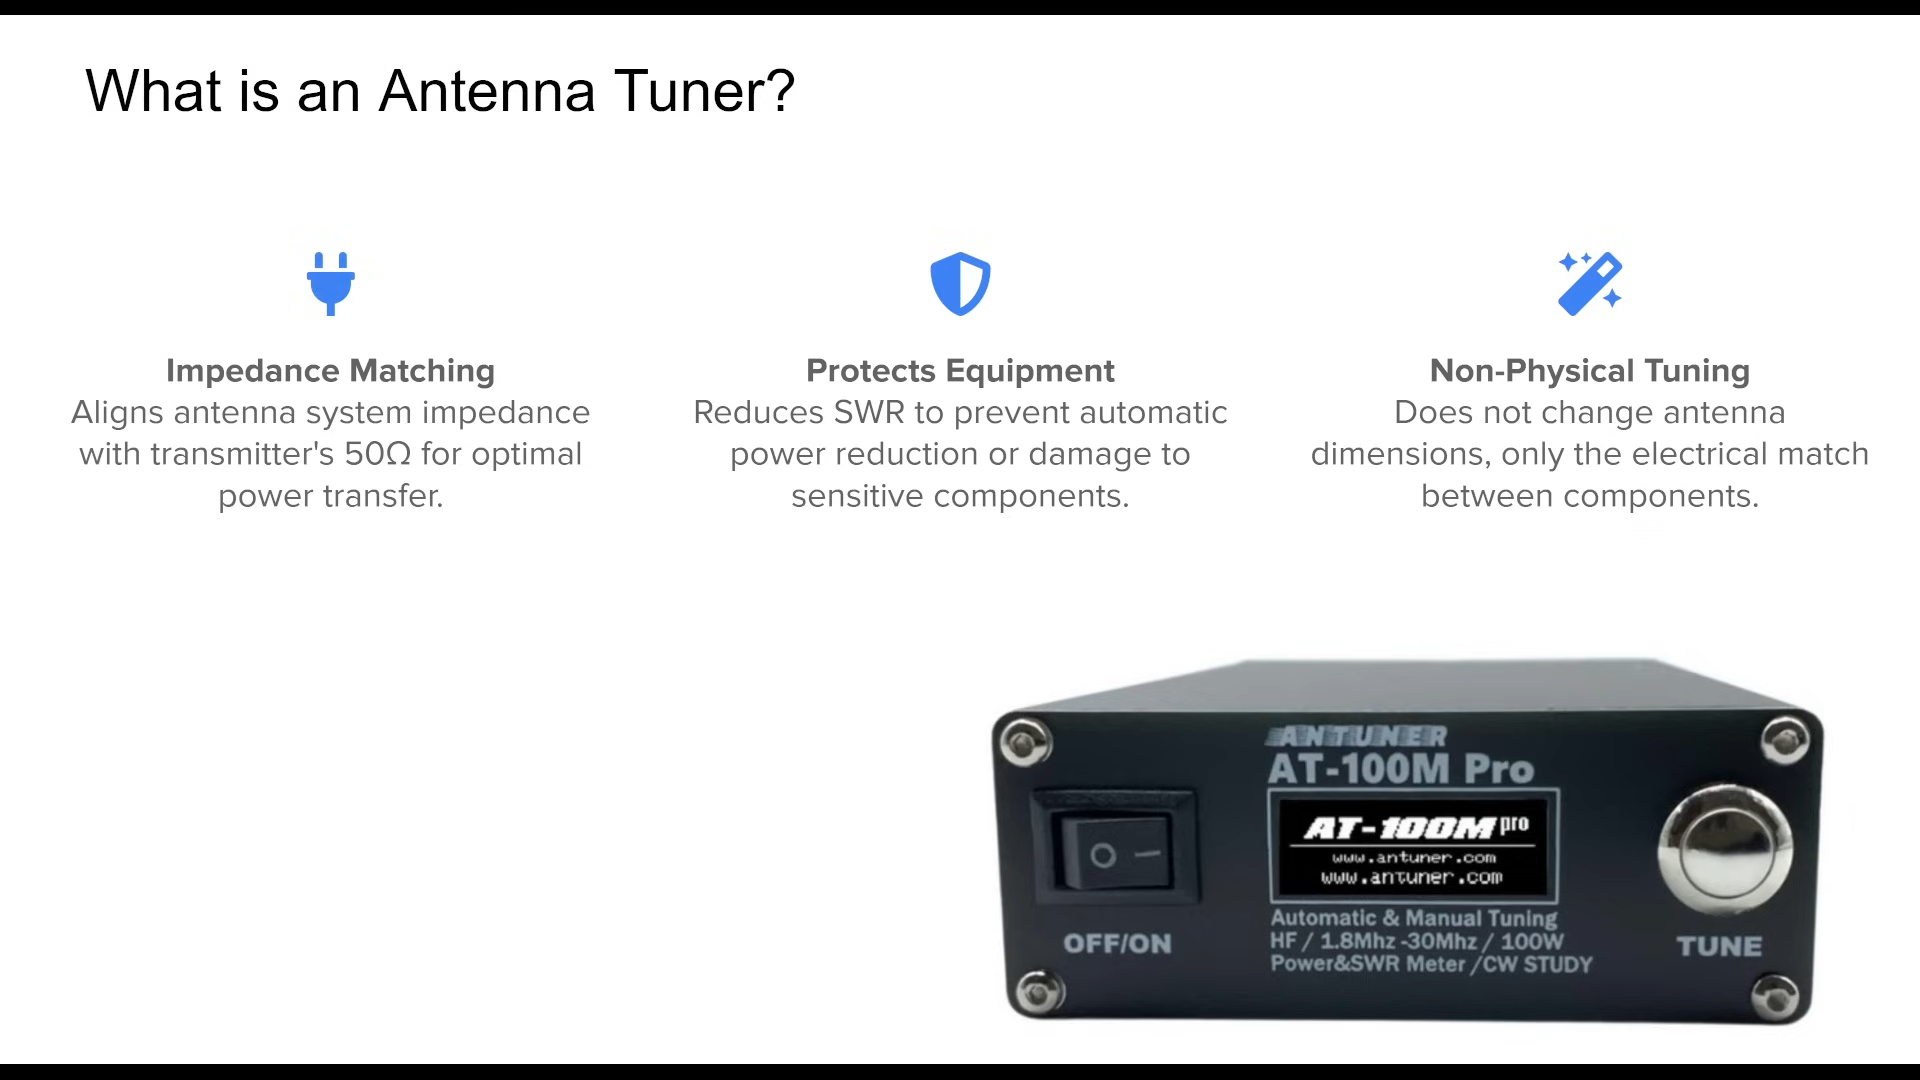 What is an Antenna Tuner?
Impedance Matching
Aligns antenna system impedance
with transmitter's 50Ω for optimal
power transfer.
Protects Equipment
Reduces SWR to prevent automatic
power reduction or damage to
sensitive components.
Non-Physical Tuning
Does not change antenna
dimensions, only the electrical match
between components.
ANTUNER
AT-100M Pro
AT-100M pro
www.antuner.com
www.antuner.com
Automatic & Manual Tuning
HF / 1.8Mhz -30Mhz / 100W
Power&SWR Meter /CW STUDY
OFF/ON
TUNE